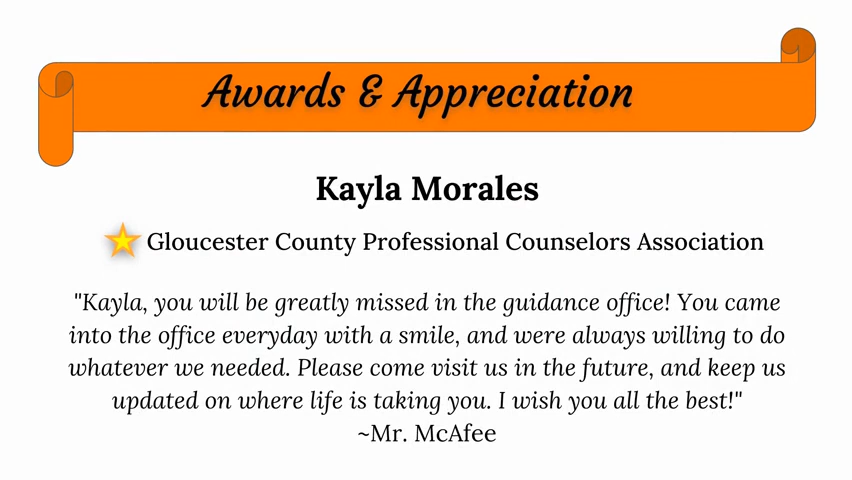 Awards & Appreciation
Kayla Morales
Gloucester County Professional Counselors Association
"Kayla, you will be greatly missed in the guidance office! You came
into the office everyday with a smile, and were always willing to do
whatever we needed. Please come visit us in the future, and keep us
updated on where life is taking you. I wish you all the best!"
~Mr. McAfee